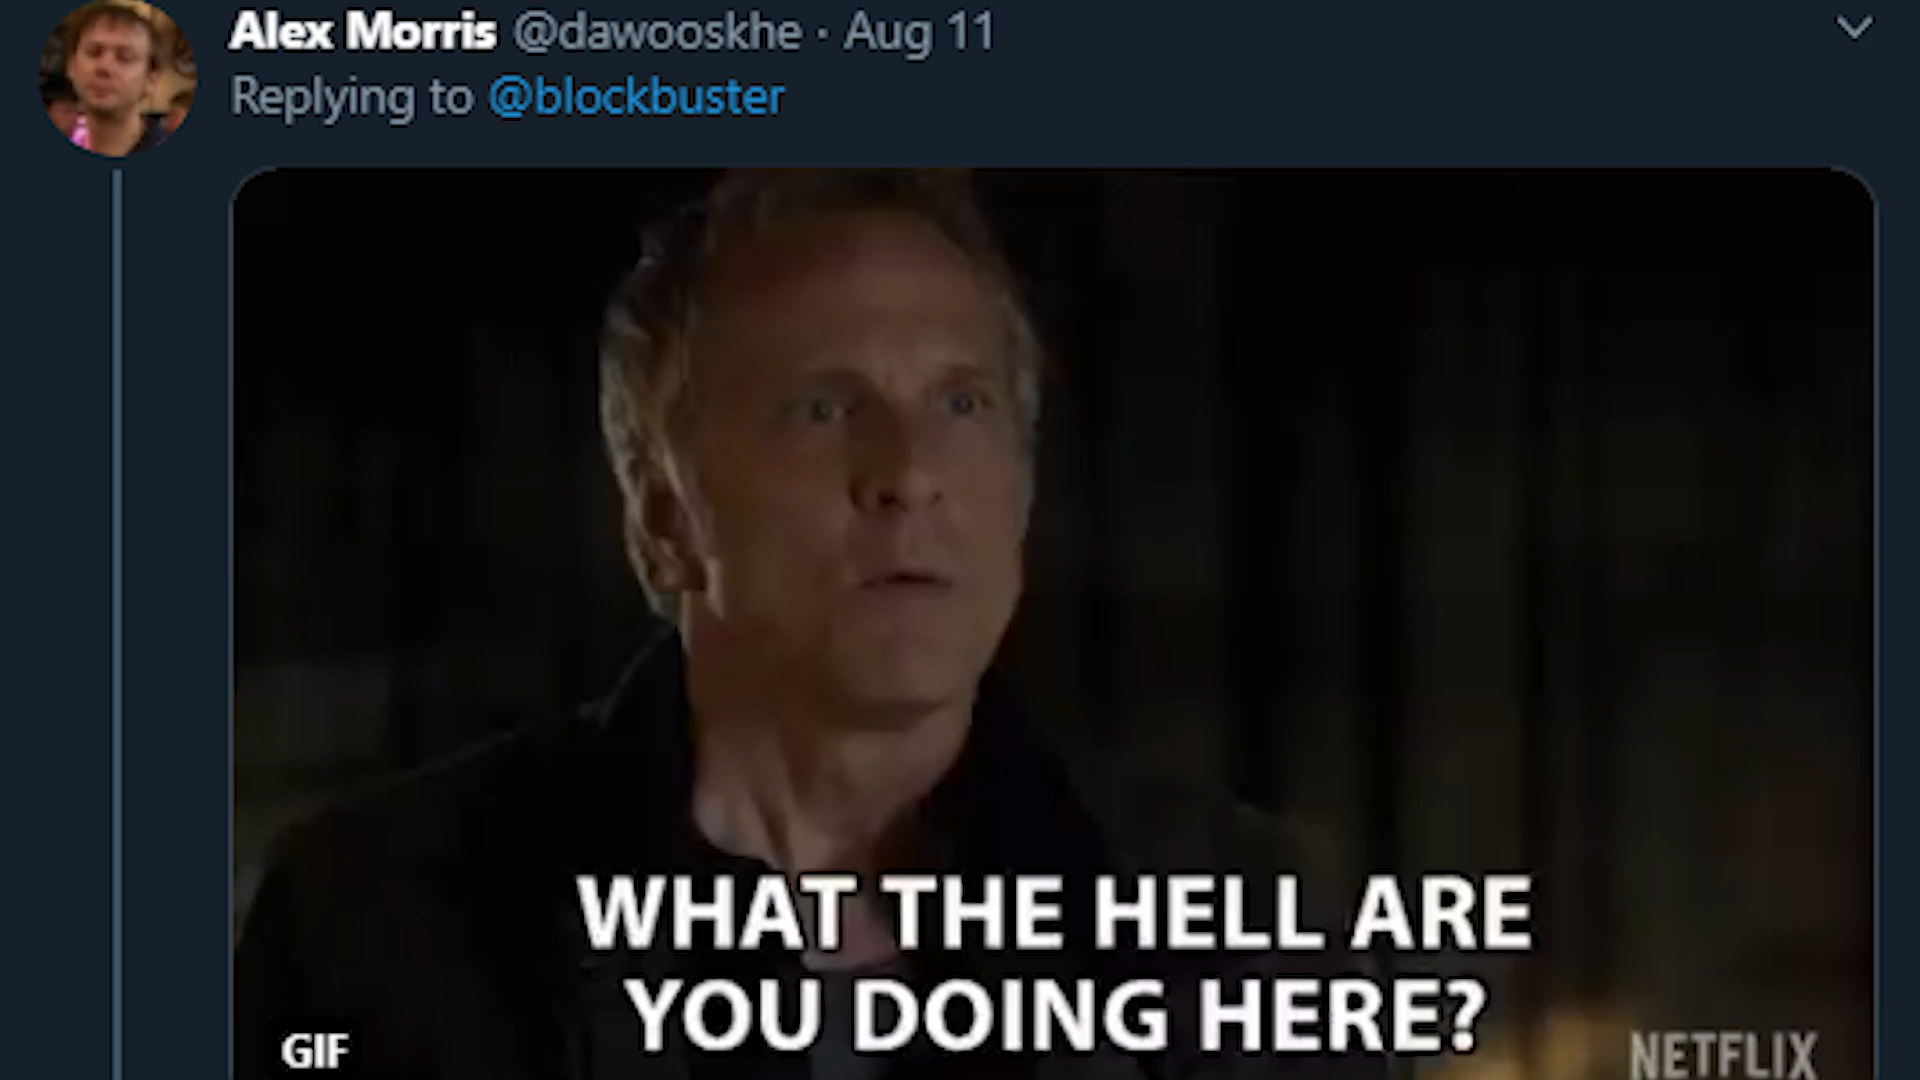 Alex Morris @dawooskhe · Aug 11
Replying to @blockbuster
WHAT THE HELL ARE
YOU DOING HERE?
GIF
NETFLIX